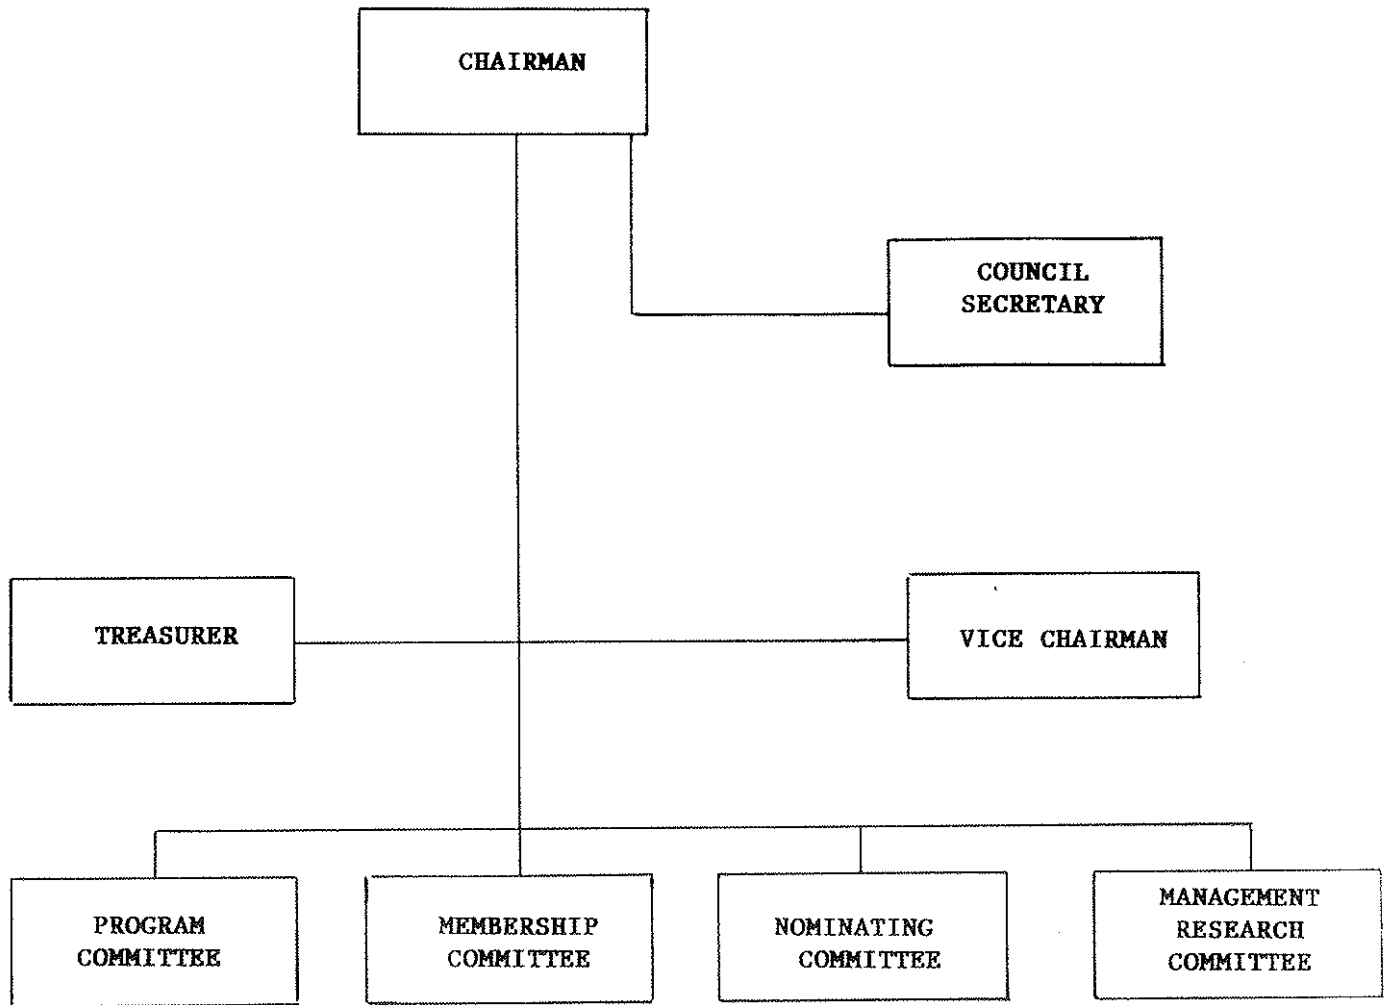 CHAIRMAN
COUNCIL
SECRETARY
TREASURER
VICE CHAIRMAN
PROGRAM
COMMITTEE
MEMBERSHIP
COMMITTEE
NOMINATING
COMMITTEE
MANAGEMENT
RESEARCH
COMMITTEE